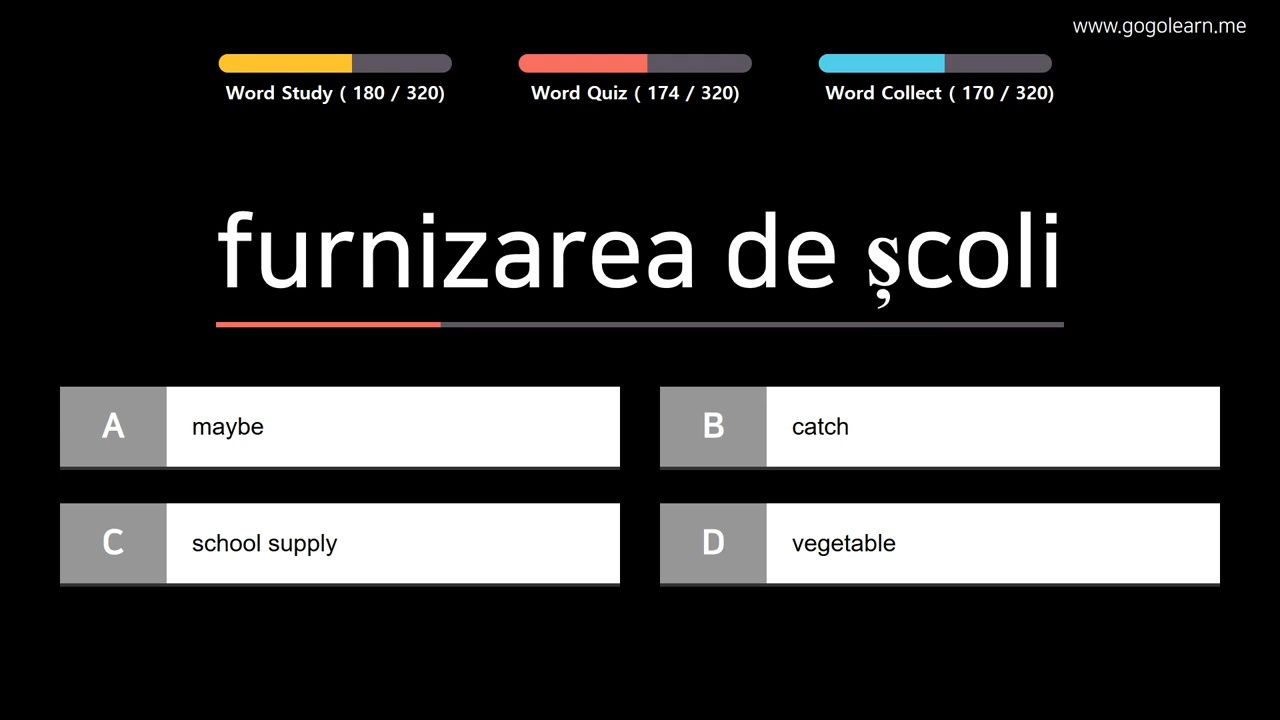 www.gogolearn.me
Word Study ( 180 / 320)
Word Quiz ( 174 / 320)
Word Collect ( 170 / 320)
furnizarea de școli
A maybe
B catch
C school supply
D vegetable